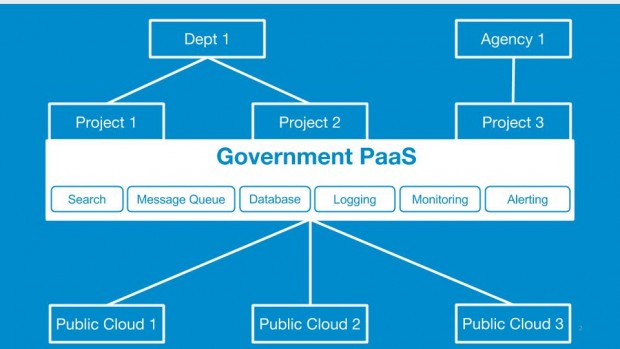 Dept 1
Agency 1
Project 1
Project 2
Project 3
Government PaaS
Search
Message Queue
Database
Logging
Monitoring
Alerting
Public Cloud 1
Public Cloud 2
Public Cloud 3
2